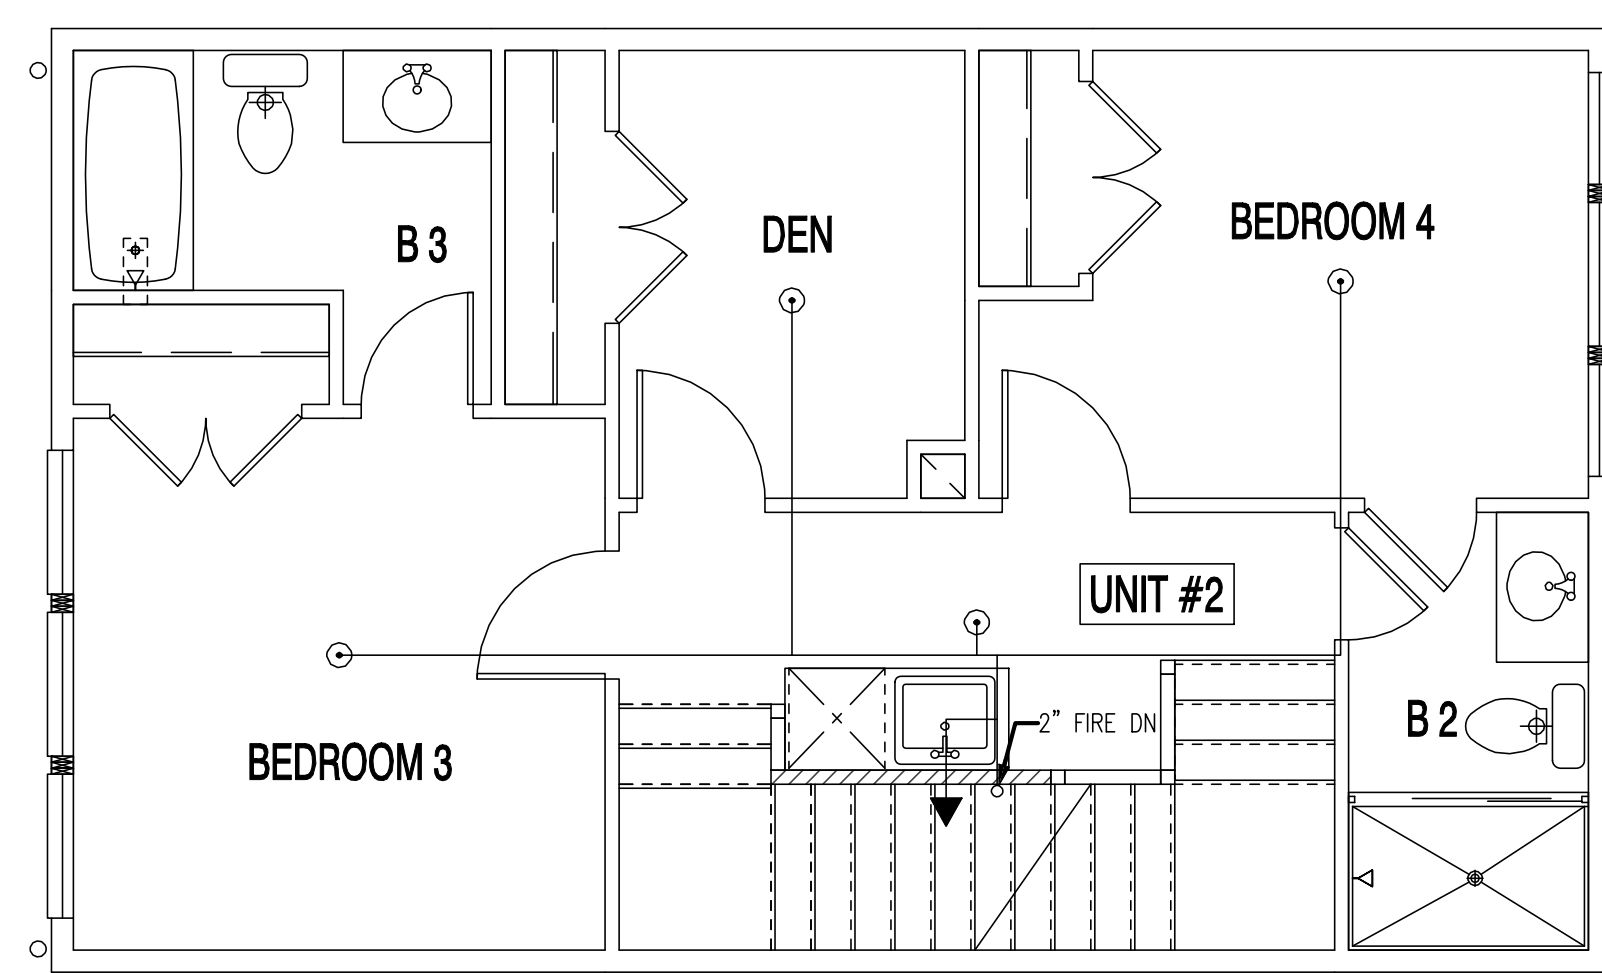 B 3
DEN
BEDROOM 4
UNIT #2
2” FIRE DN
B 2
BEDROOM 3